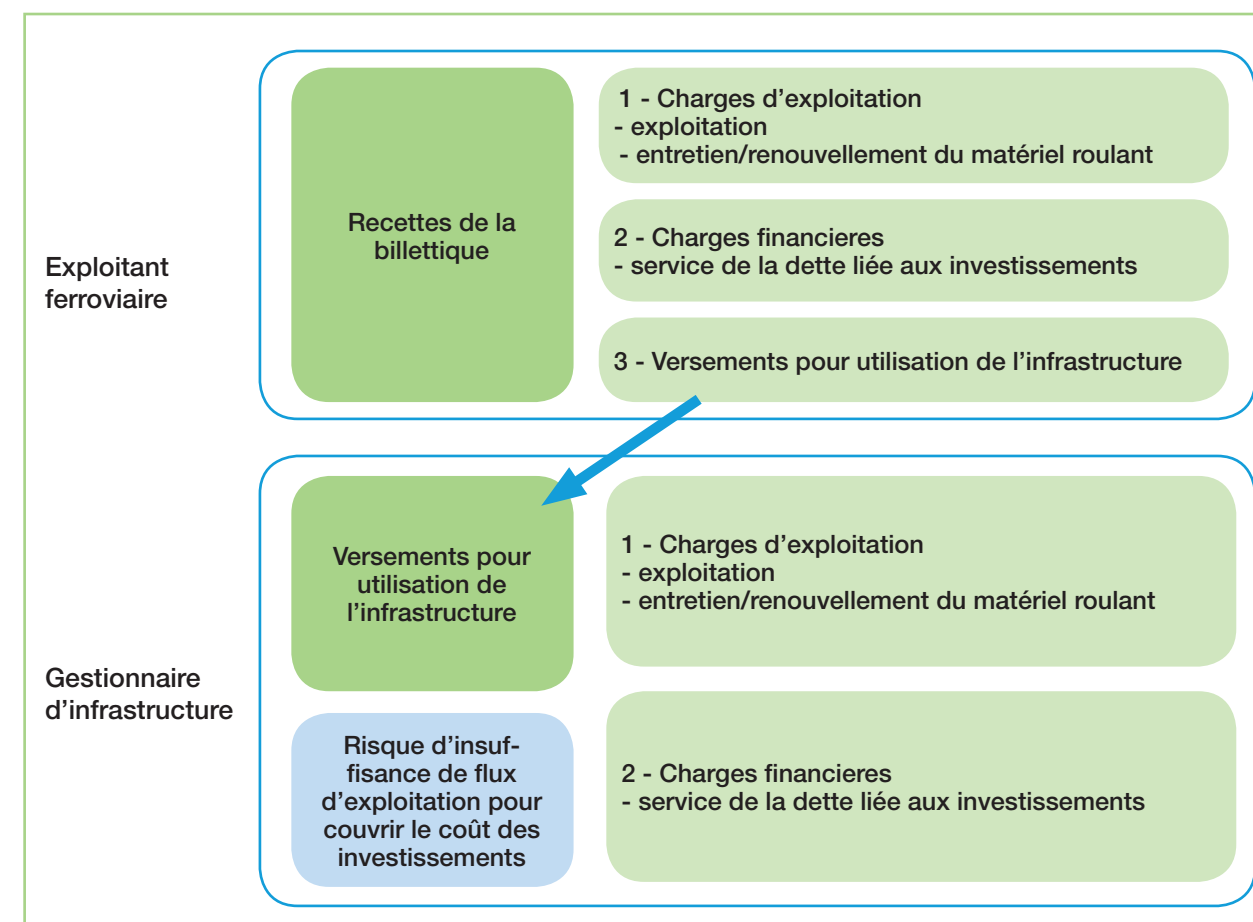 Exploitant
ferroviaire
Recettes de la
billettique
1 - Charges d’exploitation
- exploitation
- entretien/renouvellement du matériel roulant
2 - Charges financieres
- service de la dette liée aux investissements
3 - Versements pour utilisation de l’infrastructure
Gestionnaire
d’infrastructure
Versements pour
utilisation de
l’infrastructure
Risque d’insuf-
fisance de flux
d’exploitation pour
couvrir le coût des
investissements
1 - Charges d’exploitation
- exploitation
- entretien/renouvellement du matériel roulant
2 - Charges financieres
- service de la dette liée aux investissements